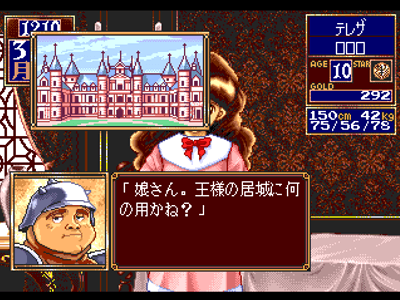 1210
3
月
テレザ
□□□
AGE 10 STAR
GOLD
292
150cm 42kg
75/56/78
「娘さん。王様の居城に何
の用かね？」